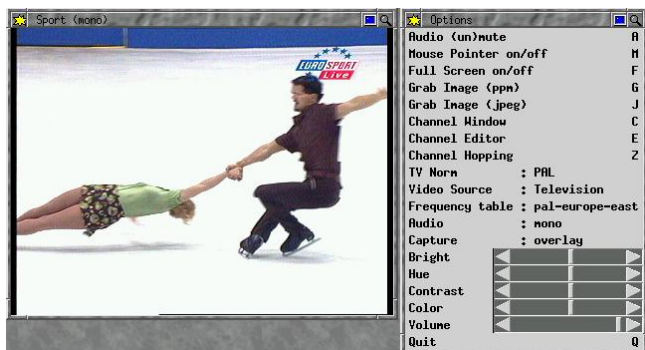 Sport (mono)
EUROSPORT
Live
Options
Audio (un)mute A
Mouse Pointer on/off M
Full Screen on/off F
Grab Image (ppm) G
Grab Image (jpeg) J
Channel Window C
Channel Editor E
Channel Hopping Z
TV Norm : PAL
Video Source : Television
Frequency table : pal-europe-east
Audio : mono
Capture : overlay
Bright
Hue
Contrast
Color
Volume
Quit Q